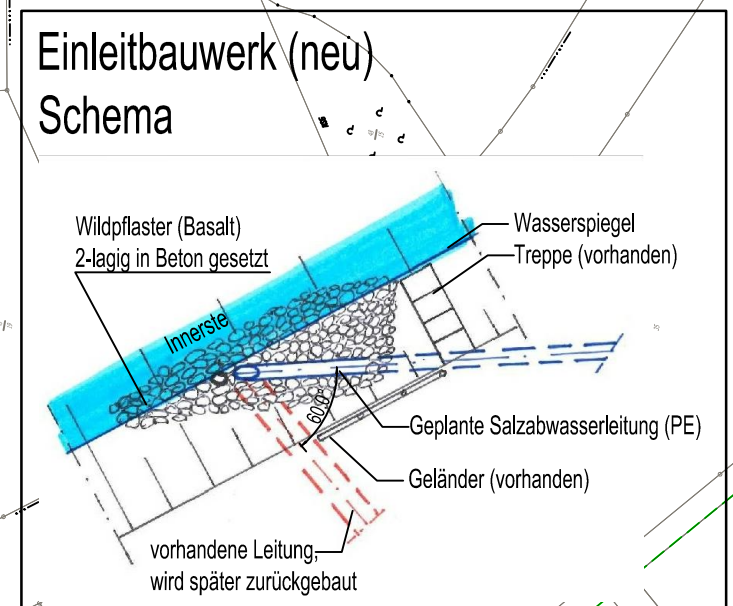 Einleitbauwerk (neu)
Schema
Wildpflaster (Basalt)
2-lagig in Beton gesetzt
Wasserspiegel
Treppe (vorhanden)
Innerste
60.0°
Geplante Salzabwasserleitung (PE)
Geländer (vorhanden)
vorhandene Leitung,
wird später zurückgebaut